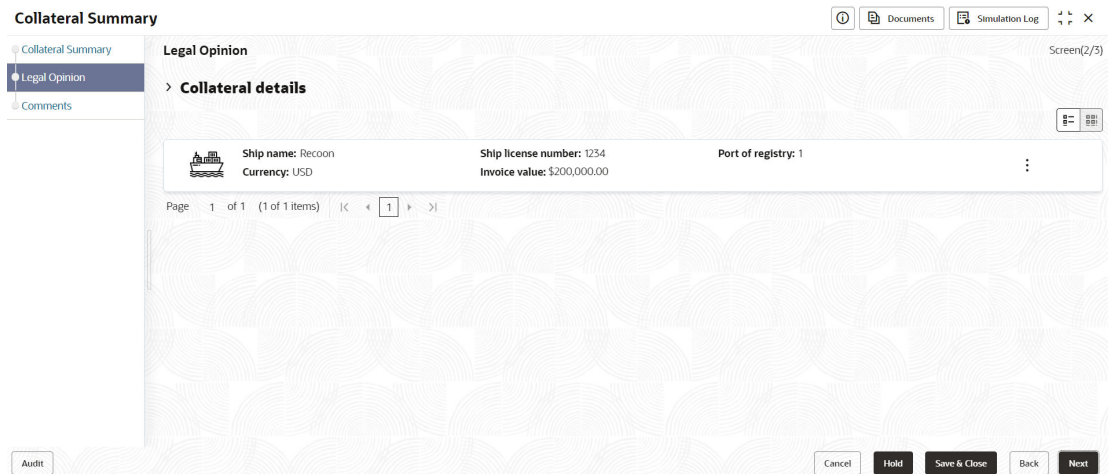 Collateral Summary
Documents
Simulation Log
Collateral Summary
Legal Opinion
Comments
Legal Opinion
Screen(2/3)
Collateral details
Ship name: Recoon
Ship license number: 1234
Port of registry: 1
Currency: USD
Invoice value: $200,000.00
Page 1 of 1 (1 of 1 items) 1
Audit
Cancel
Hold
Save & Close
Back
Next